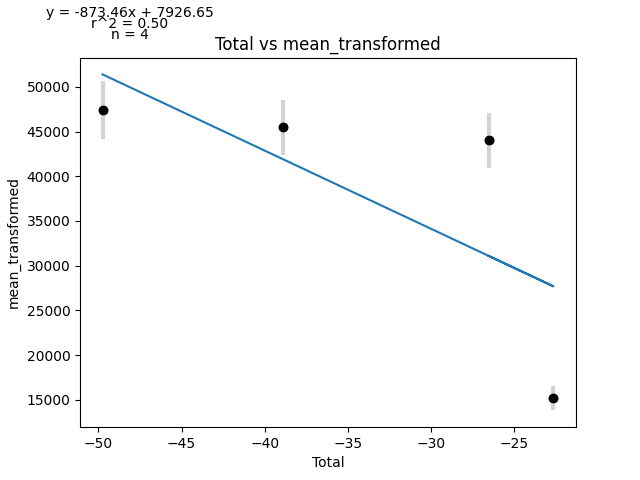 y = -873.46x + 7926.65
r^2 = 0.50
n = 4
Total vs mean_transformed
mean_transformed
50000
45000
40000
35000
30000
25000
20000
15000
−50
−45
−40
−35
−30
−25
Total